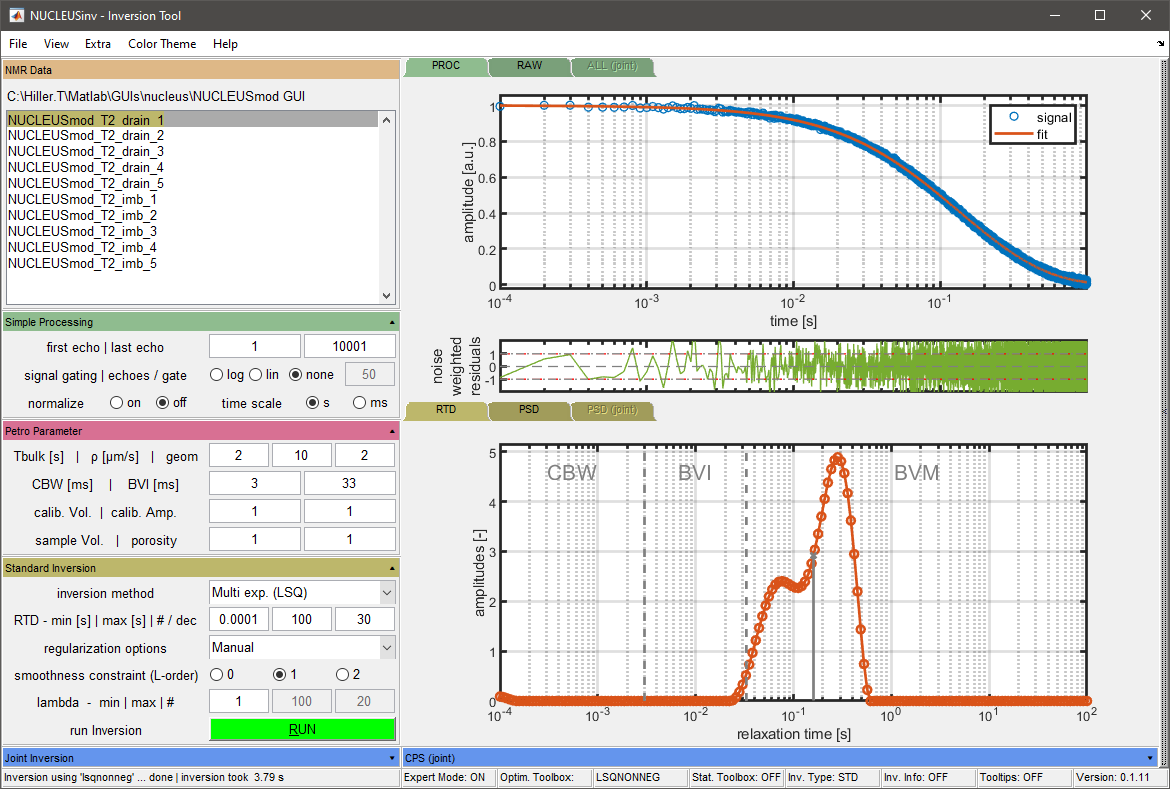 NUCLEUSinv - Inversion Tool
File View Extra Color Theme Help
NMR Data
C:\Hiller.T\Matlab\GUIs\nucleus\NUCLEUSmod GUI
NUCLEUSmod_T2_drain_1
NUCLEUSmod_T2_drain_2
NUCLEUSmod_T2_drain_3
NUCLEUSmod_T2_drain_4
NUCLEUSmod_T2_drain_5
NUCLEUSmod_T2_imb_1
NUCLEUSmod_T2_imb_2
NUCLEUSmod_T2_imb_3
NUCLEUSmod_T2_imb_4
NUCLEUSmod_T2_imb_5
Simple Processing
first echo | last echo 1 10001
signal gating | echoes / gate log lin none 50
normalize on off time scale s ms
Petro Parameter
Tbulk [s] | ρ [µm/s] | geom 2 10 2
CBW [ms] | BVI [ms] 3 33
calib. Vol. | calib. Amp. 1 1
sample Vol. | porosity 1 1
Standard Inversion
inversion method Multi exp. (LSQ)
RTD - min [s] | max [s] | # / dec 0.0001 100 30
regularization options Manual
smoothness constraint (L-order) 0 1 2
lambda - min | max | # 1 100 20
run Inversion RUN
Joint Inversion
PROC RAW ALL (joint)
amplitude [a.u.]
1
0.8
0.6
0.4
0.2
0
signal
fit
10^-4 10^-3 10^-2 10^-1
time [s]
noise
weighted
residuals
1
0
-1
RTD PSD PSD (joint)
CBW BVI BVM
amplitudes [-]
5
4
3
2
1
0
10^-4 10^-3 10^-2 10^-1 10^0 10^1 10^2
relaxation time [s]
CPS (joint)
Inversion using 'lsqnonneg' ... done | inversion took 3.79 s
Expert Mode: ON Optim. Toolbox: LSQNONNEG Stat. Toolbox: OFF Inv. Type: STD Inv. Info: OFF Tooltips: OFF Version: 0.1.11